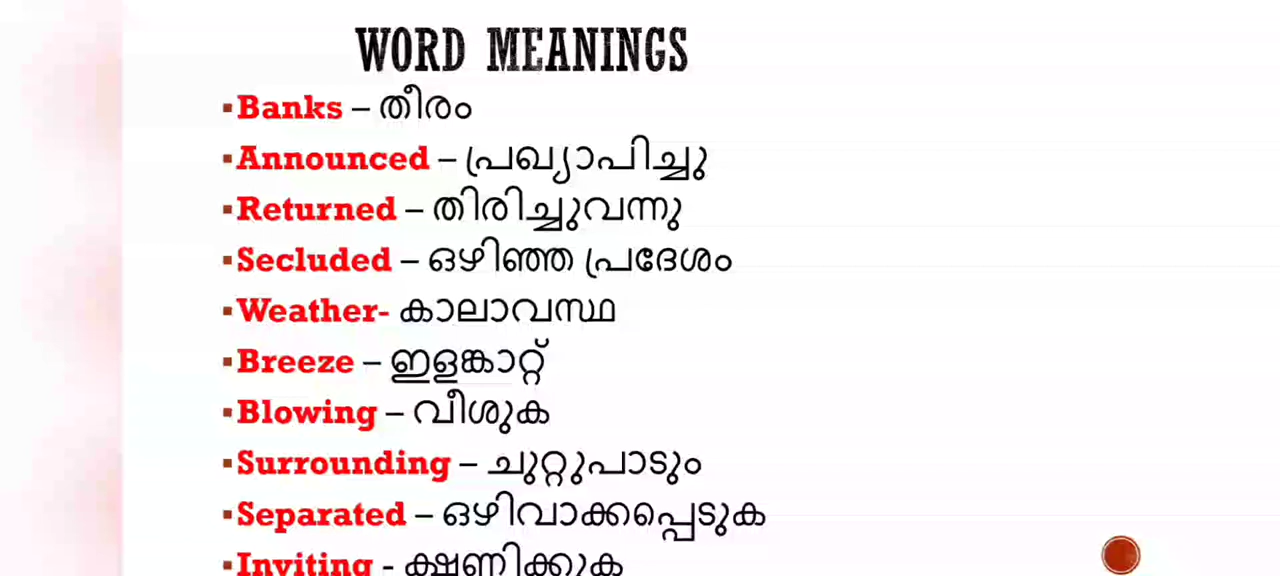 WORD MEANINGS
▪Banks – തീരം
▪Announced – പ്രഖ്യാപിച്ചു
▪Returned – തിരിച്ചുവന്നു
▪Secluded – ഒഴിഞ്ഞ പ്രദേശം
▪Weather- കാലാവസ്ഥ
▪Breeze – ഇളങ്കാറ്റ്
▪Blowing – വീശുക
▪Surrounding – ചുറ്റുപാടും
▪Separated – ഒഴിവാക്കപ്പെടുക
▪Inviting - ക്ഷണിക്കുക